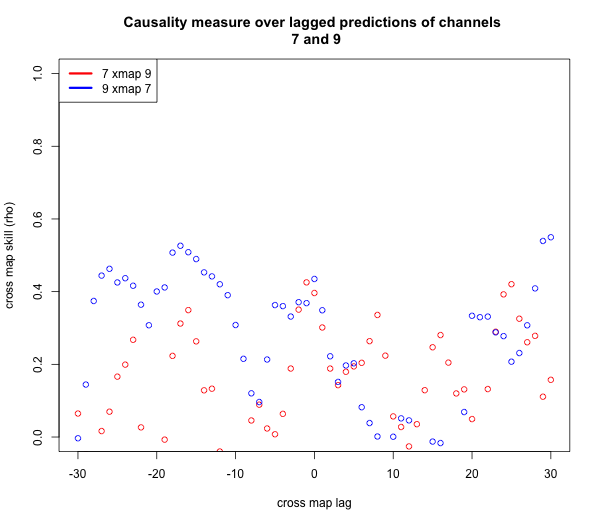 Causality measure over lagged predictions of channels
7 and 9
7 xmap 9
9 xmap 7
cross map skill (rho)
1.0
0.8
0.6
0.4
0.2
0.0
-30
-20
-10
0
10
20
30
cross map lag